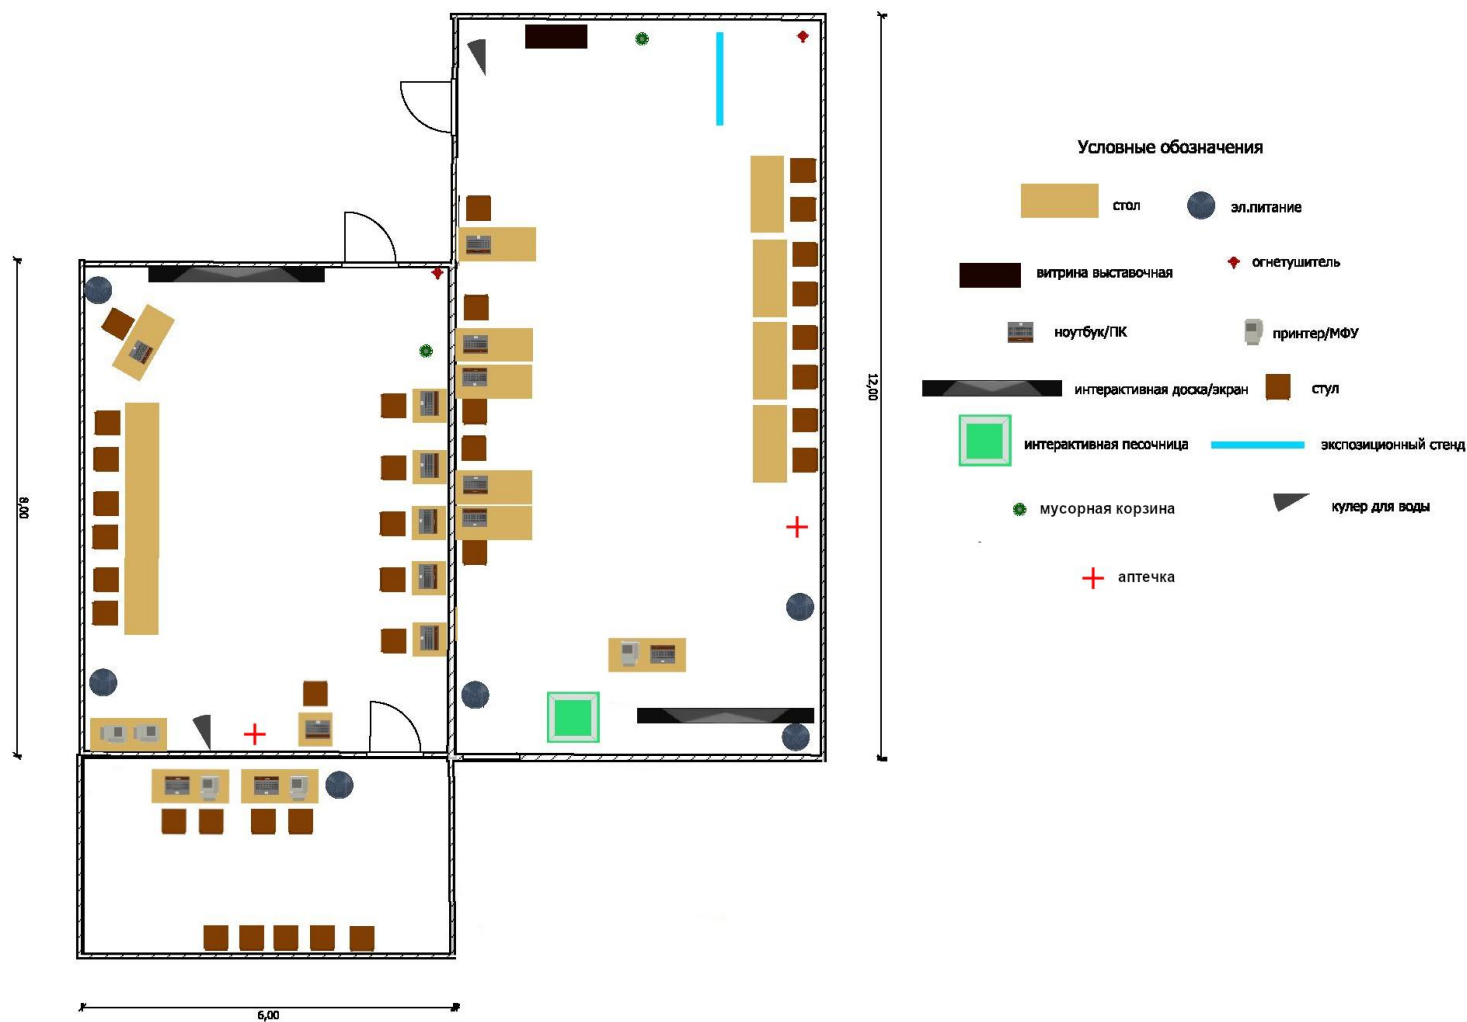 Условные обозначения
стол
эл.питание
витрина выставочная
огнетушитель
ноутбук/ПК
принтер/МФУ
интерактивная доска/экран
стул
интерактивная песочница
экспозиционный стенд
мусорная корзина
кулер для воды
аптечка
12,00
8,00
6,00